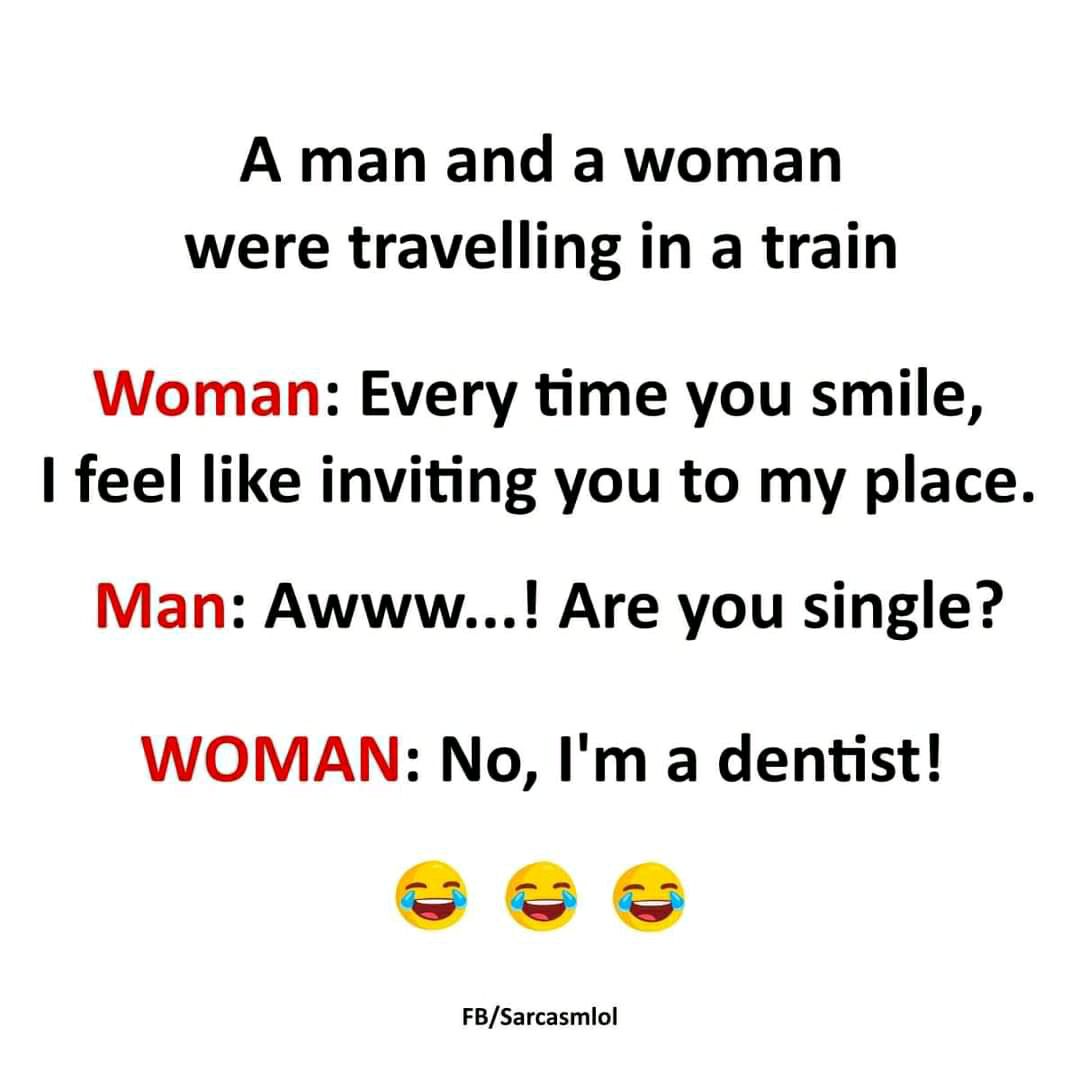 A man and a woman
were travelling in a train
Woman: Every time you smile,
I feel like inviting you to my place.
Man: Awww...! Are you single?
WOMAN: No, I'm a dentist!
😂 😂 😂
FB/Sarcasmlol